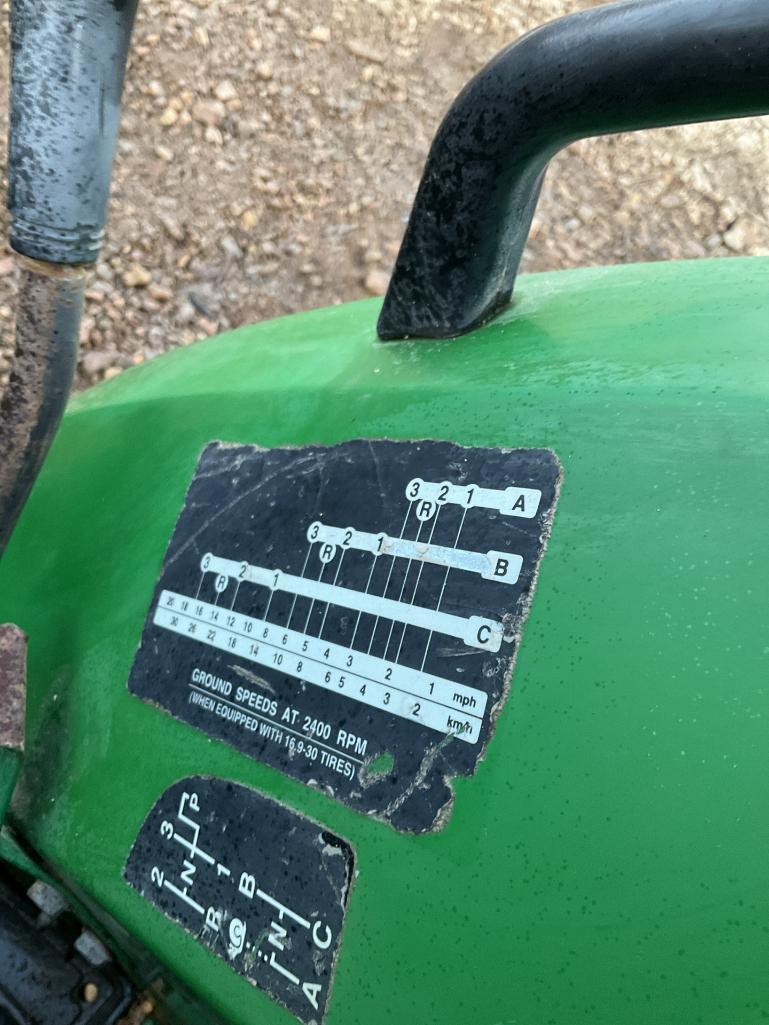 3 R 2 1 A
3 R 2 1 B
3 R 2 1 C
20 18 16 14 12 10 8 6 5 4 3 2 1 mph
30 26 22 18 14 10 8 6 5 4 3 2 km/h
GROUND SPEEDS AT 2400 RPM
(WHEN EQUIPPED WITH 16.9-30 TIRES)
P
3 1
N B
2 R C
N
A